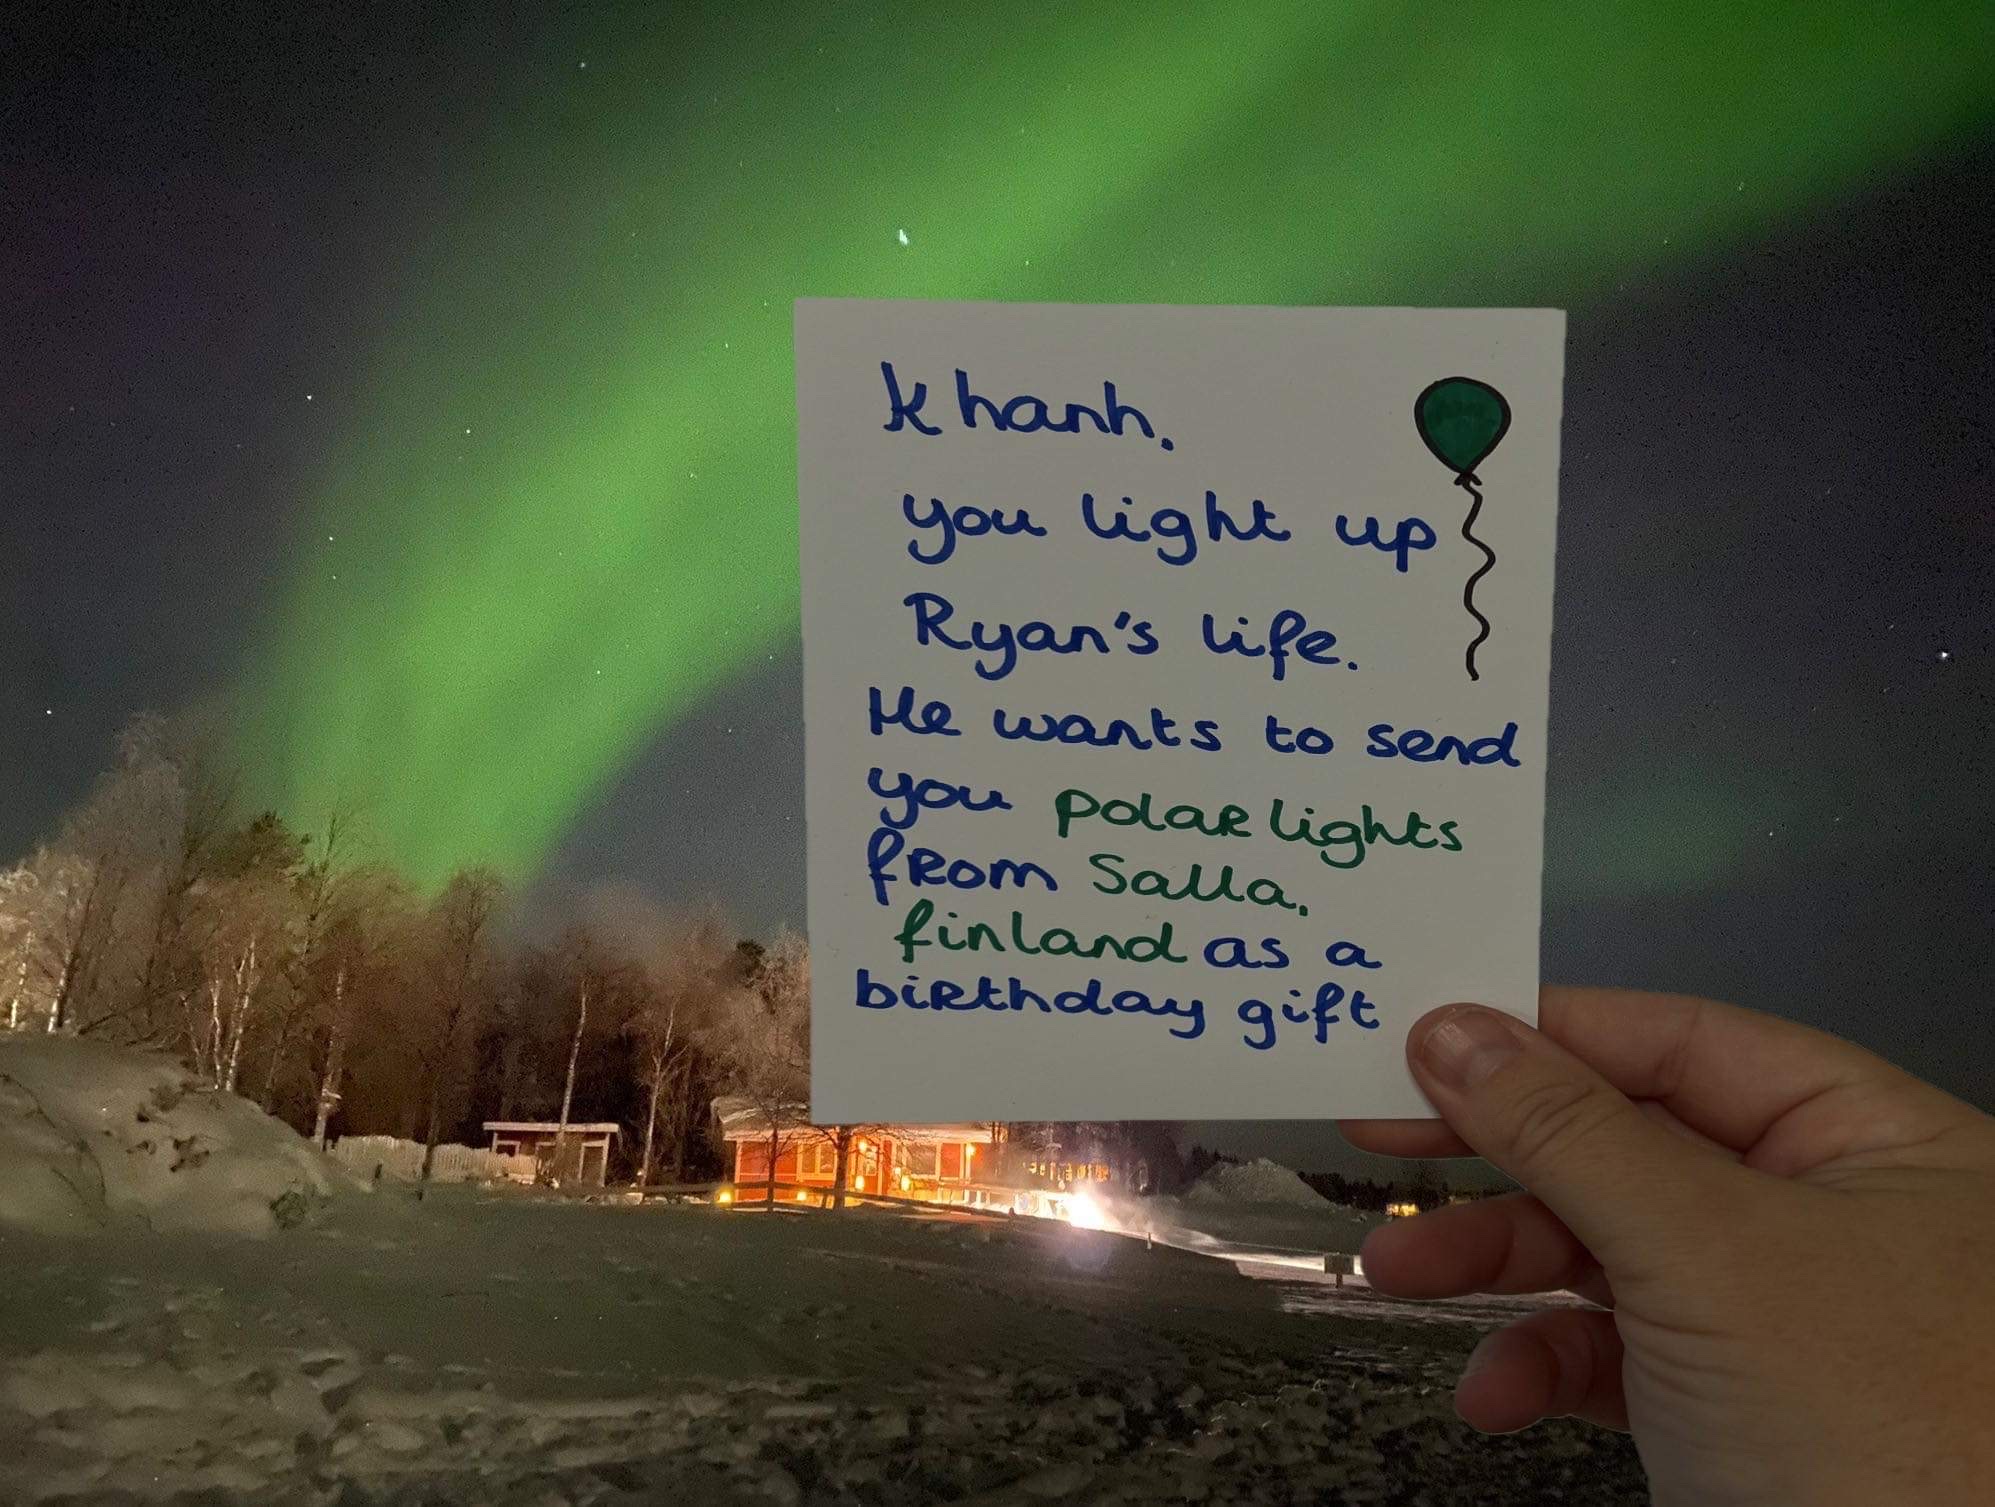 Khanh.
you light up
Ryan's life.
He wants to send
you polar lights
from Salla,
finland as a
birthday gift